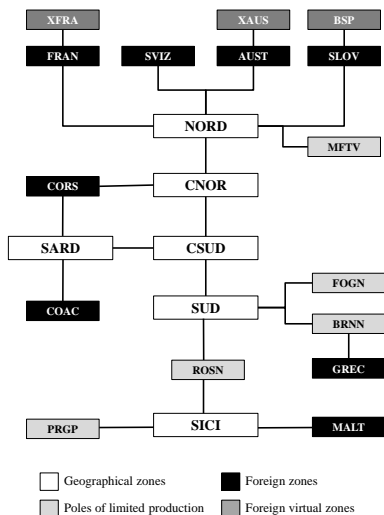 XFRA XAUS BSP
FRAN SVIZ AUST SLOV
NORD
MFTV
CORS CNOR
SARD CSUD
FOGN
SUD
BRNN
ROSN GREC
PRGP SICI MALT
Geographical zones Foreign zones
Poles of limited production Foreign virtual zones